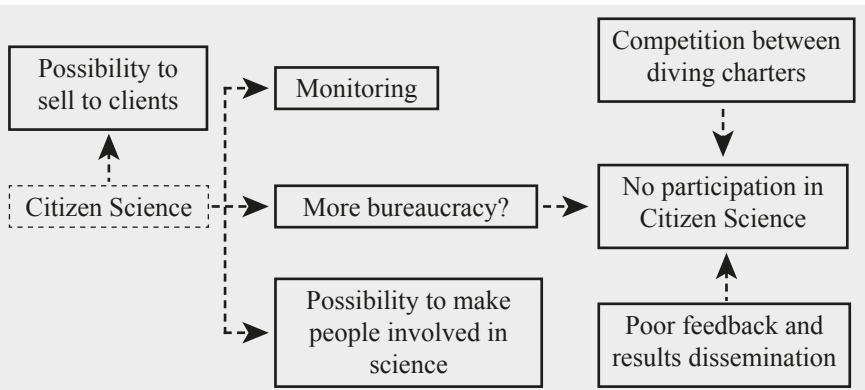 Possibility to
sell to clients
Citizen Science
Monitoring
More bureaucracy?
Possibility to make
people involved in
science
Competition between
diving charters
No participation in
Citizen Science
Poor feedback and
results dissemination